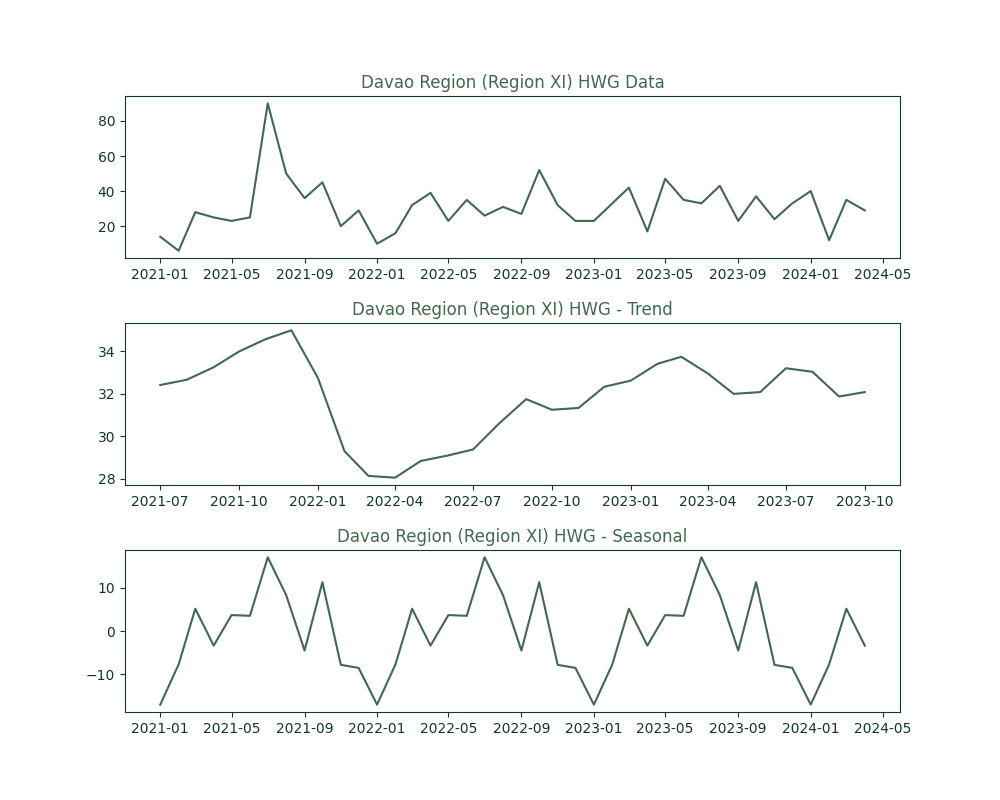 Davao Region (Region XI) HWG Data
80
60
40
20
2021-01 2021-05 2021-09 2022-01 2022-05 2022-09 2023-01 2023-05 2023-09 2024-01 2024-05
Davao Region (Region XI) HWG - Trend
34
32
30
28
2021-07 2021-10 2022-01 2022-04 2022-07 2022-10 2023-01 2023-04 2023-07 2023-10
Davao Region (Region XI) HWG - Seasonal
10
0
−10
2021-01 2021-05 2021-09 2022-01 2022-05 2022-09 2023-01 2023-05 2023-09 2024-01 2024-05